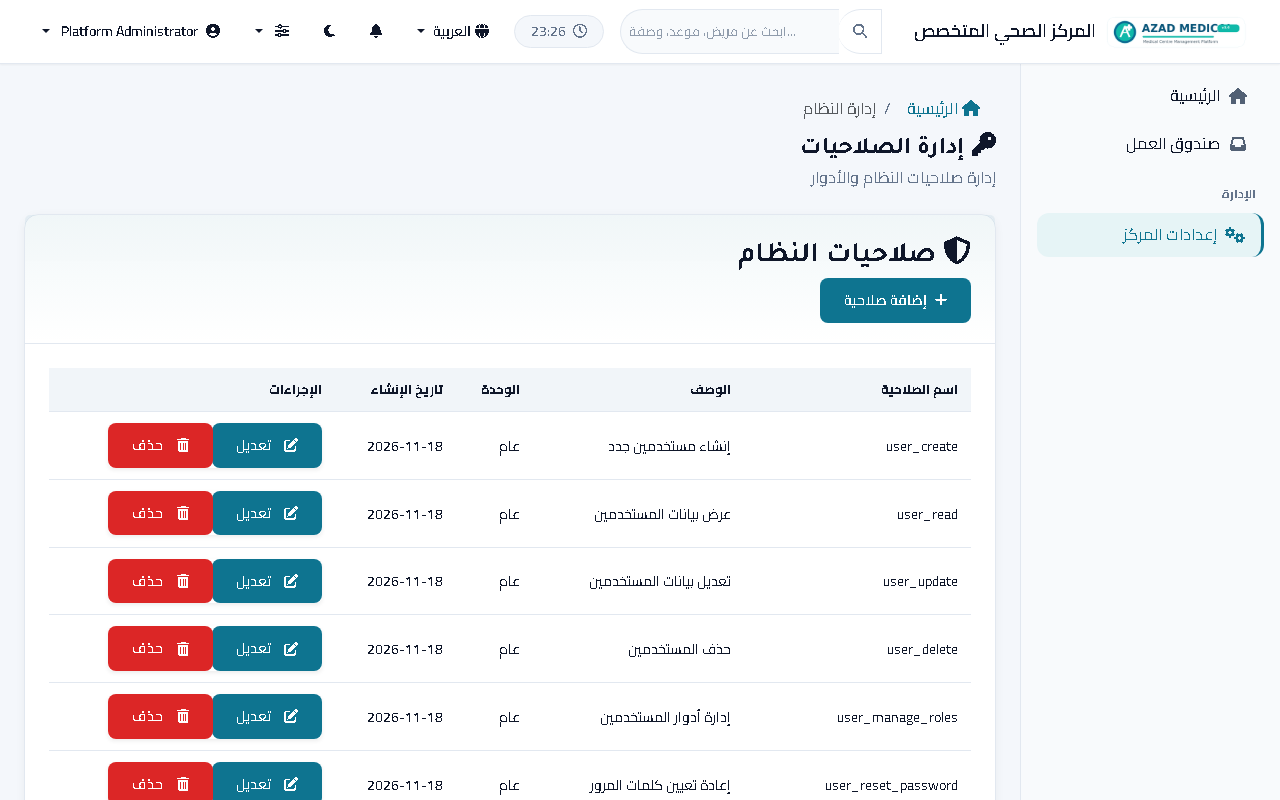 AZAD MEDIC
Medical Centre Management Platform
المركز الصحي المتخصص
ابحث عن مريض، موعد، وصفة...
23:26
العربية
Platform Administrator
الرئيسية
صندوق العمل
الإدارة
إعدادات المركز
الرئيسية / إدارة النظام
إدارة الصلاحيات
إدارة صلاحيات النظام والأدوار
صلاحيات النظام
إضافة صلاحية
اسم الصلاحية الوصف الوحدة تاريخ الإنشاء الإجراءات
user_create إنشاء مستخدمين جدد عام 2026-11-18 تعديل حذف
user_read عرض بيانات المستخدمين عام 2026-11-18 تعديل حذف
user_update تعديل بيانات المستخدمين عام 2026-11-18 تعديل حذف
user_delete حذف المستخدمين عام 2026-11-18 تعديل حذف
user_manage_roles إدارة أدوار المستخدمين عام 2026-11-18 تعديل حذف
user_reset_password إعادة تعيين كلمات المرور عام 2026-11-18 تعديل حذف